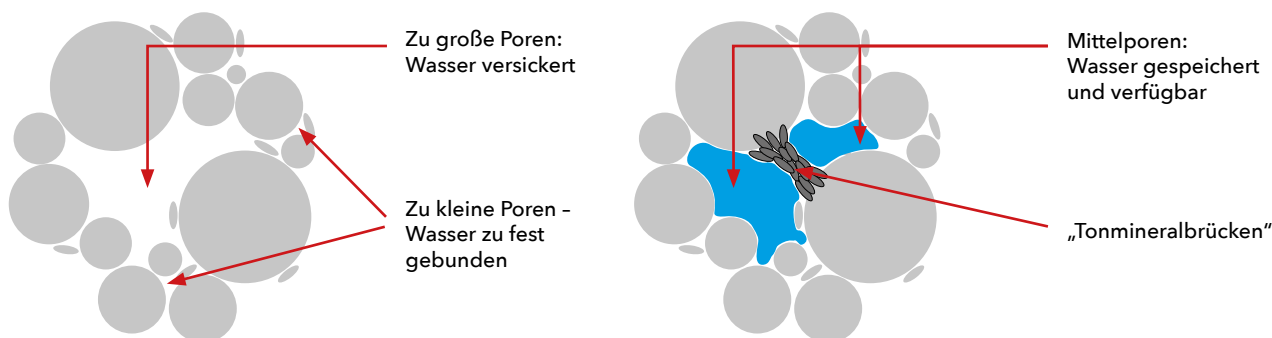 Zu große Poren:
Wasser versickert
Zu kleine Poren –
Wasser zu fest
gebunden
Mittelporen:
Wasser gespeichert
und verfügbar
„Tonmineralbrücken“